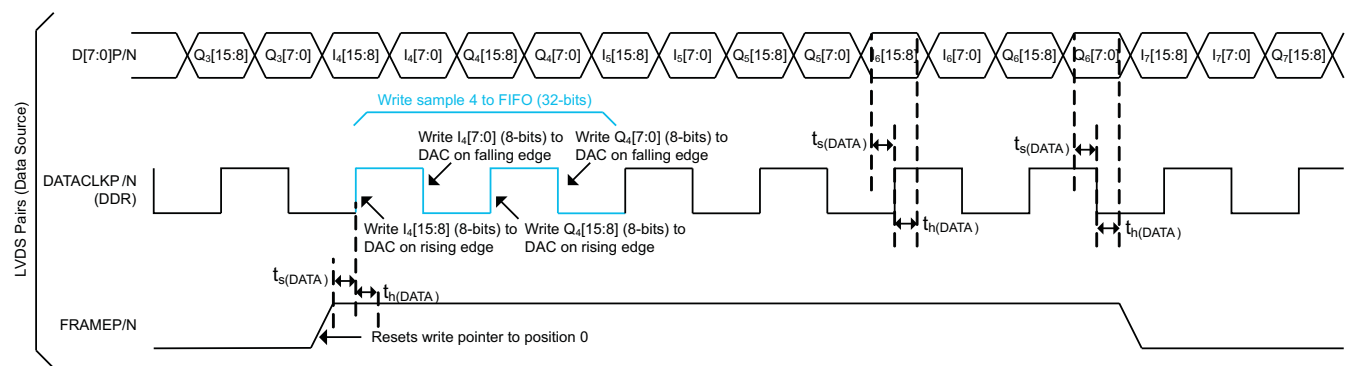 LVDS Pairs (Data Source)
D[7:0]P/N
Q₃[15:8] Q₃[7:0] I₄[15:8] I₄[7:0] Q₄[15:8] Q₄[7:0] I₅[15:8] I₅[7:0] Q₅[15:8] Q₅[7:0] I₆[15:8] I₆[7:0] Q₆[15:8] Q₆[7:0] I₇[15:8] I₇[7:0] Q₇[15:8]
Write sample 4 to FIFO (32-bits)
Write I₄[7:0] (8-bits) to
DAC on falling edge
Write Q₄[7:0] (8-bits) to
DAC on falling edge
ts(DATA)
ts(DATA)
DATACLKP/N
(DDR)
Write I₄[15:8] (8-bits) to
DAC on rising edge
Write Q₄[15:8] (8-bits) to
DAC on rising edge
th(DATA)
th(DATA)
ts(DATA)
th(DATA)
FRAMEP/N
Resets write pointer to position 0